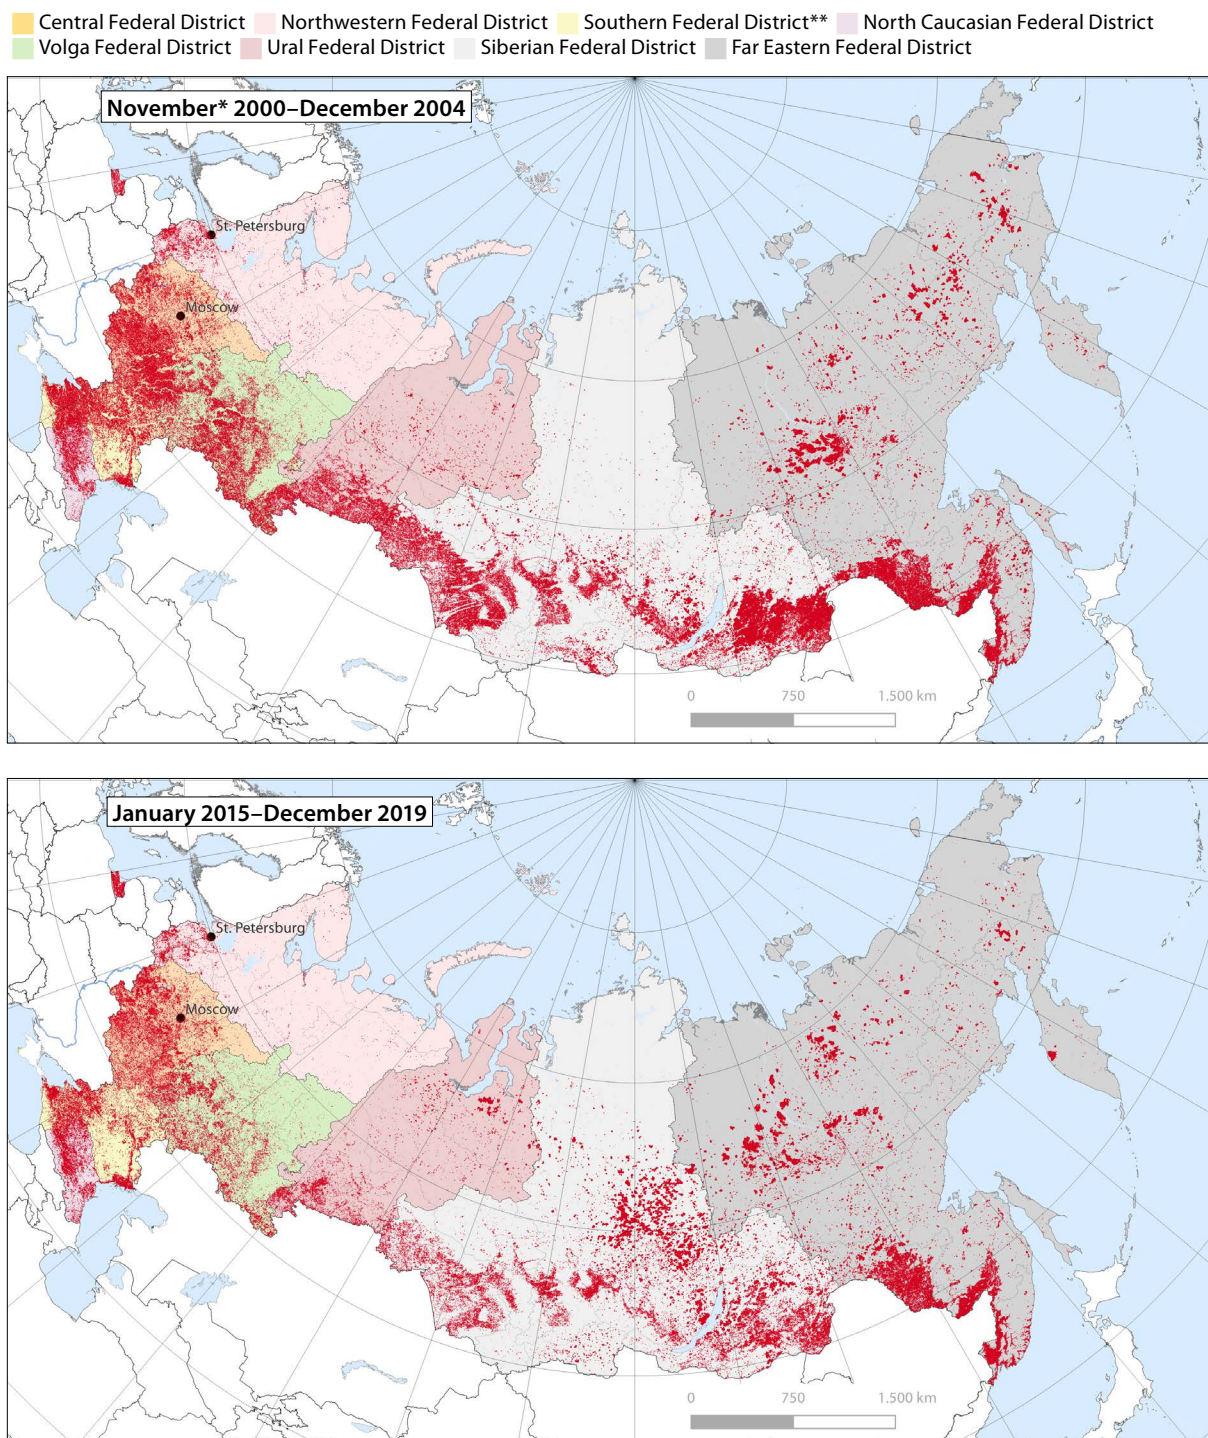 Central Federal District Northwestern Federal District Southern Federal District** North Caucasian Federal District
Volga Federal District Ural Federal District Siberian Federal District Far Eastern Federal District
November* 2000–December 2004
St. Petersburg
Moscow
0 750 1.500 km
January 2015–December 2019
St. Petersburg
Moscow
0 750 1.500 km